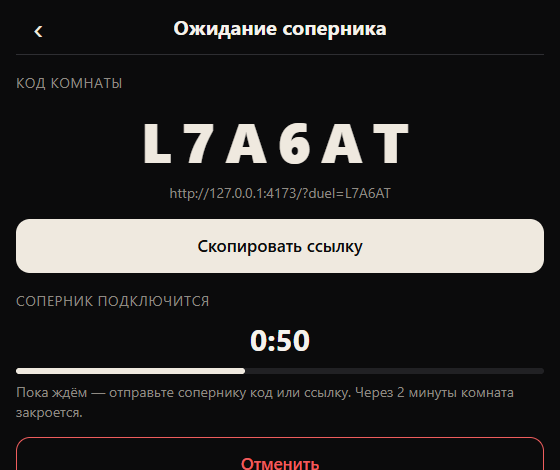 Ожидание соперника
КОД КОМНАТЫ
L7A6AT
http://127.0.0.1:4173/?duel=L7A6AT
Скопировать ссылку
СОПЕРНИК ПОДКЛЮЧИТСЯ
0:50
Пока ждём — отправьте сопернику код или ссылку. Через 2 минуты комната
закроется.
Отменить